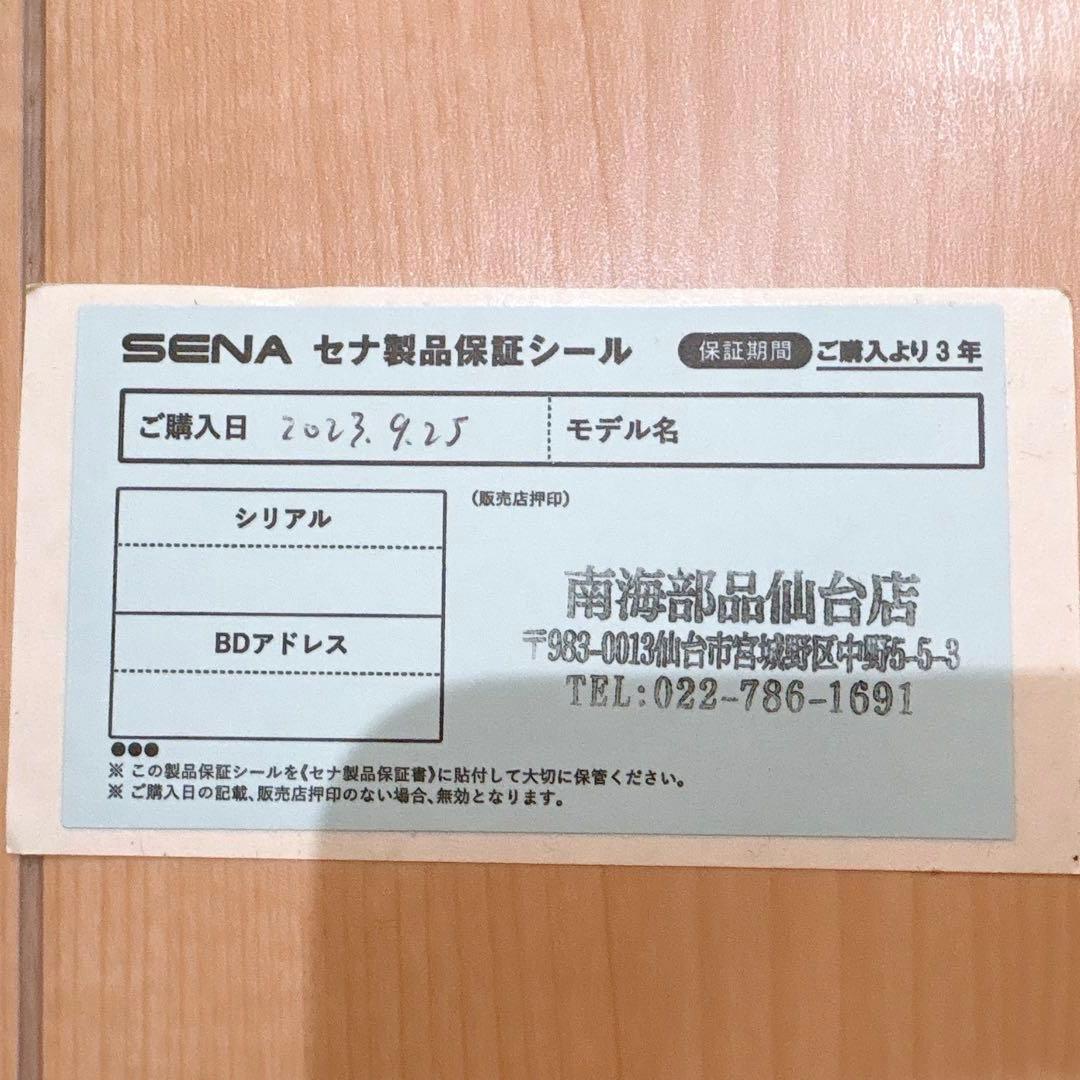 SENA セナ製品保証シール 保証期間 ご購入より3年
ご購入日 2023.9.25 モデル名
シリアル
(販売店押印)
南海部品仙台店
〒983-0013仙台市宮城野区中野5-5-3
TEL:022-786-1691
BDアドレス
●●●
※ この製品保証シールを《セナ製品保証書》に貼付して大切に保管ください。
※ ご購入日の記載、販売店押印のない場合、無効となります。